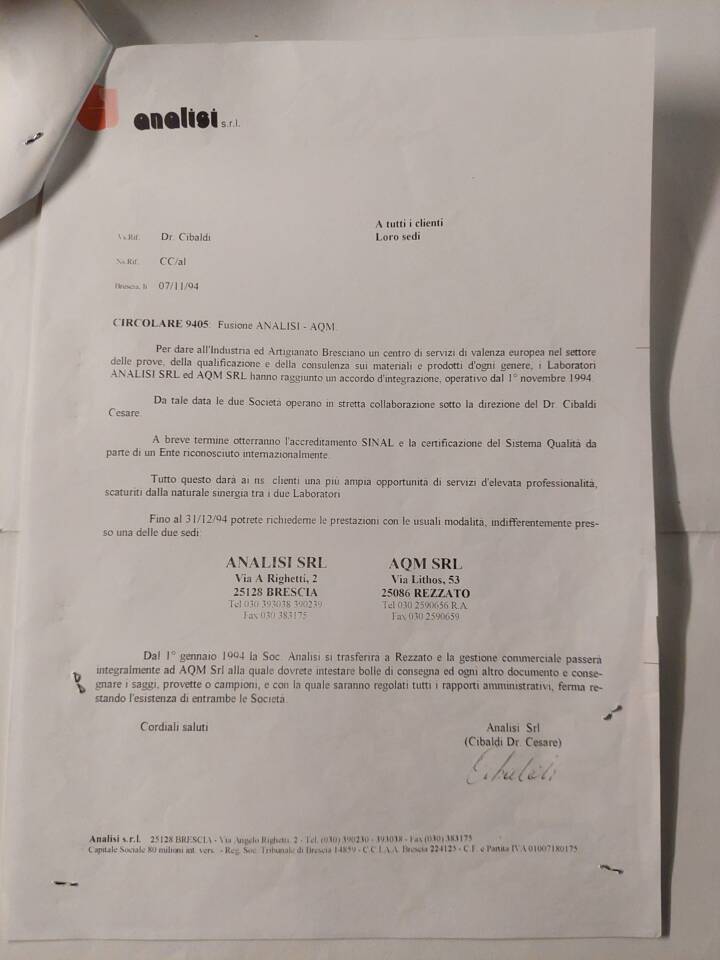 analisi s.r.l.
A tutti i clienti
Loro sedi
Vs.Rif. Dr. Cibaldi
Ns.Rif. CC/al
Brescia, li 07/11/94
CIRCOLARE 9405: Fusione ANALISI - AQM.
Per dare all'Industria ed Artigianato Bresciano un centro di servizi di valenza europea nel settore
delle prove, della qualificazione e della consulenza sui materiali e prodotti d'ogni genere, i Laboratori
ANALISI SRL ed AQM SRL hanno raggiunto un accordo d'integrazione, operativo dal 1° novembre 1994.
Da tale data le due Società operano in stretta collaborazione sotto la direzione del Dr. Cibaldi
Cesare.
A breve termine otterranno l'accreditamento SINAL e la certificazione del Sistema Qualità da
parte di un Ente riconosciuto internazionalmente.
Tutto questo darà ai ns. clienti una più ampia opportunità di servizi d'elevata professionalità,
scaturiti dalla naturale sinergia tra i due Laboratori.
Fino al 31/12/94 potrete richiederne le prestazioni con le usuali modalità, indifferentemente pres-
so una delle due sedi:
ANALISI SRL AQM SRL
Via A Righetti, 2 Via Lithos, 53
25128 BRESCIA 25086 REZZATO
Tel 030 393038 390239 Tel 030 2590656 R.A.
Fax 030 383175 Fax 030 2590659
Dal 1° gennaio 1994 la Soc. Analisi si trasferirà a Rezzato e la gestione commerciale passerà
integralmente ad AQM Srl alla quale dovrete intestare bolle di consegna ed ogni altro documento e conse-
gnare i saggi, provette o campioni, e con la quale saranno regolati tutti i rapporti amministrativi, ferma re-
stando l'esistenza di entrambe le Società.
Cordiali saluti Analisi Srl
(Cibaldi Dr. Cesare)
Cibaldi
Analisi s.r.l. 25128 BRESCIA - Via Angelo Righetti, 2 - Tel. (030) 390230 - 393038 - Fax (030) 383175
Capitale Sociale 80 milioni int. vers. - Reg. Soc. Tribunale di Brescia 14859 - C.C.I.A.A. Brescia 224125 - C.F. e Partita IVA 01007180175